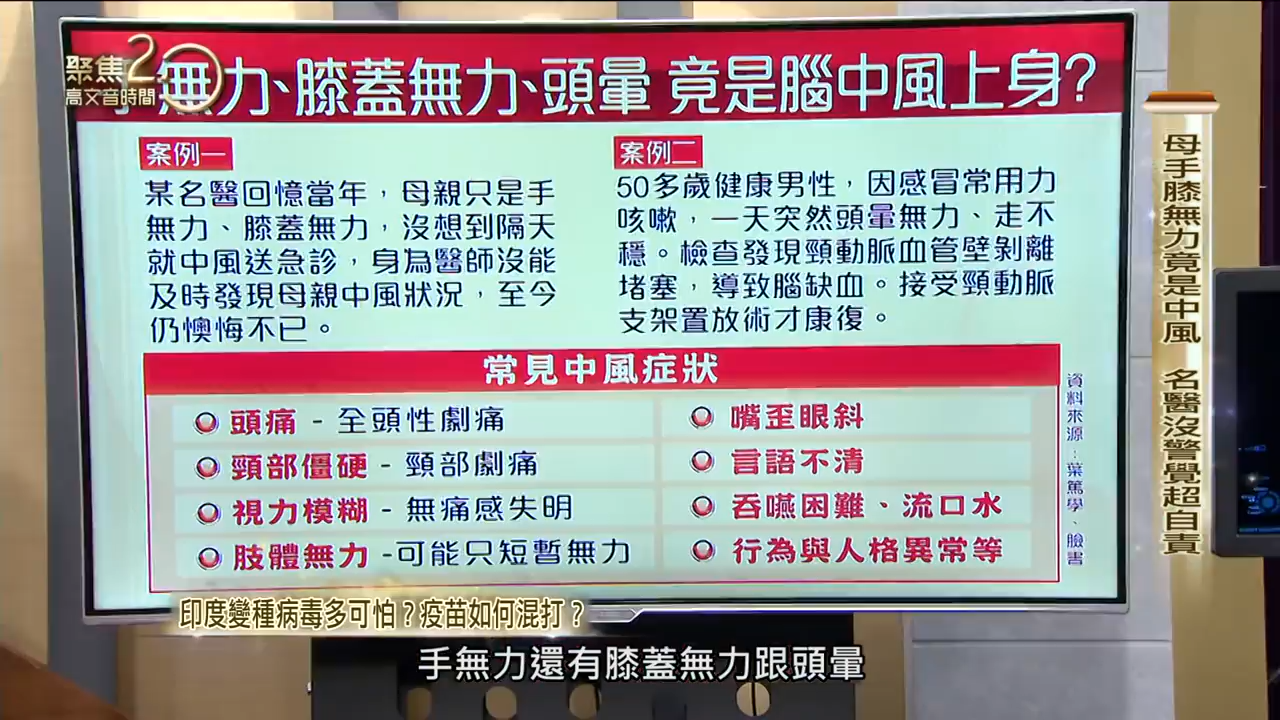 聚焦2.0
高文音時間
手無力、膝蓋無力、頭暈 竟是腦中風上身?
案例一
某名醫回憶當年，母親只是手
無力、膝蓋無力，沒想到隔天
就中風送急診，身為醫師沒能
及時發現母親中風狀況，至今
仍懊悔不已。
案例二
50多歲健康男性，因感冒常用力
咳嗽，一天突然頭暈無力、走不
穩。檢查發現頸動脈血管壁剝離
堵塞，導致腦缺血。接受頸動脈
支架置放術才康復。
常見中風症狀
頭痛 - 全頭性劇痛
頸部僵硬 - 頸部劇痛
視力模糊 - 無痛感失明
肢體無力 -可能只短暫無力
嘴歪眼斜
言語不清
吞嚥困難、流口水
行為與人格異常等
資料來源：葉篤學、臉書
母手膝無力竟是中風 名醫沒警覺超自責
印度變種病毒多可怕？疫苗如何混打？
手無力還有膝蓋無力跟頭暈